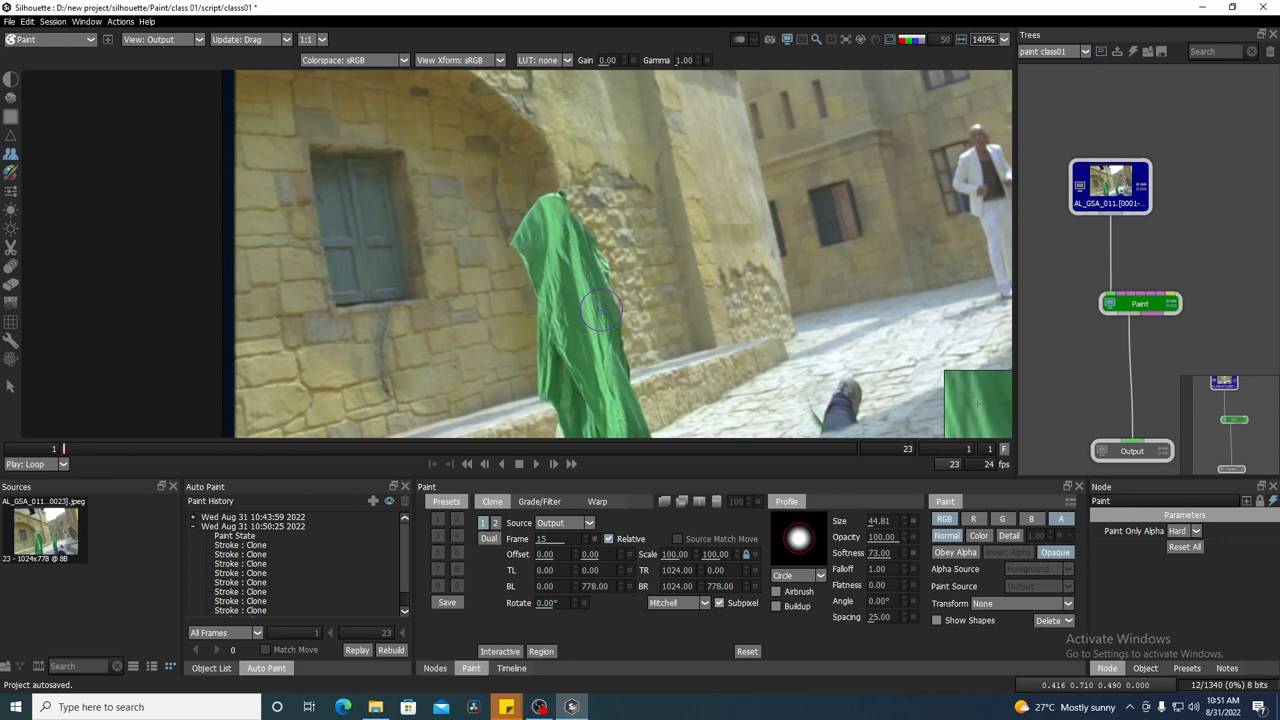 Silhouette : D:/new project/silhouette/Paint/class 01/script/classs01 *
File Edit Session Window Actions Help
Paint View: Output Update: Drag 1:1 50 140%
Colorspace: sRGB View Xform: sRGB LUT: none Gain 0.00 Gamma 1.00
Trees
paint class01 Search
AL_GSA_011.[0001-...
Paint
Output
1 23 1 1 F
Play: Loop 23 24 fps
Sources
AL_GSA_011...0023].jpeg
23 - 1024x778 @ 8B
Search
Auto Paint
Paint History
Wed Aug 31 10:43:59 2022
Wed Aug 31 10:50:25 2022
Paint State
Stroke : Clone
Stroke : Clone
Stroke : Clone
Stroke : Clone
Stroke : Clone
Stroke : Clone
Stroke : Clone
Stroke : Clone
All Frames 1 23
0 Match Move Replay Rebuild
Object List Auto Paint
Paint
Presets Clone Grade/Filter Warp 100
1 2
3 4
5 6
7 8
9 0
Save
1 2 Source Output
Dual Frame 15 Relative Source Match Move
Offset 0.00 0.00 Scale 100.00 100.00
TL 0.00 0.00 TR 1024.00 0.00
BL 0.00 778.00 BR 1024.00 778.00
Rotate 0.00° Mitchell Subpixel
Interactive Region Reset
Nodes Paint Timeline
Profile
Circle
Airbrush
Buildup
Size 44.81
Opacity 100.00
Softness 73.00
Falloff 1.00
Flatness 0.00
Angle 0.00°
Spacing 25.00
Paint
RGB R G B A
Normal Color Detail 1.00
Obey Alpha Invert Alpha Opaque
Alpha Source Foreground
Paint Source Output
Transform None
Show Shapes Delete
Node
Paint
Parameters
Paint Only Alpha Hard
Reset All
Activate Windows
Go to Settings to activate Windows.
Node Object Presets Notes
Project autosaved.
0.416 0.710 0.490 0.000 12/1340 (0%) 8 bits
Type here to search
27°C Mostly sunny
10:51 AM
8/31/2022